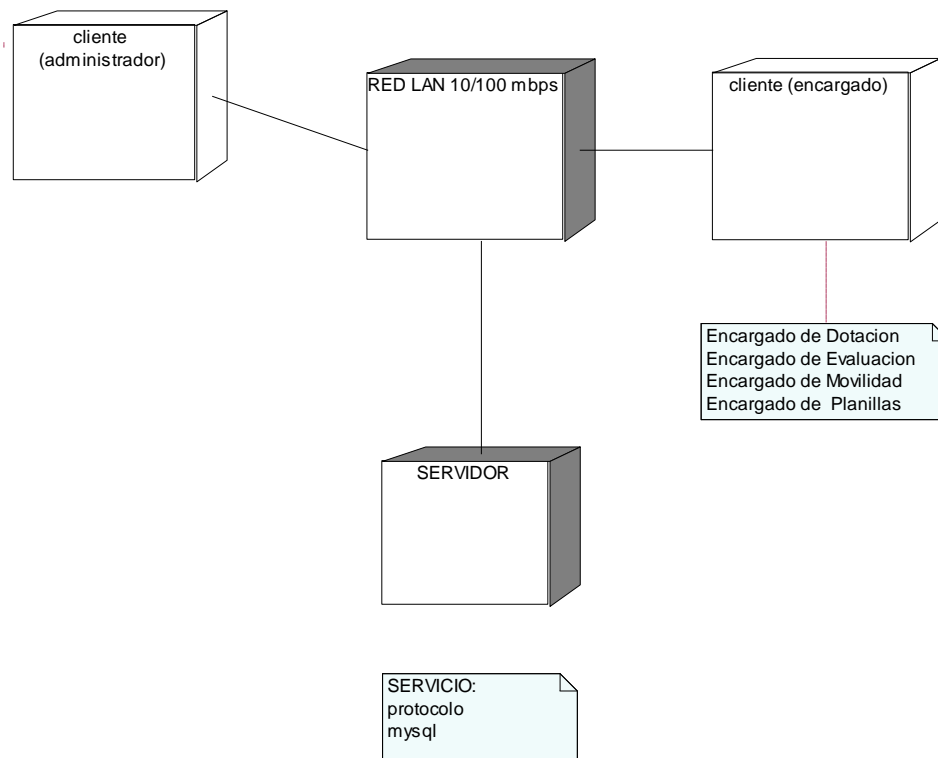 cliente
(administrador)
RED LAN 10/100 mbps
cliente (encargado)
Encargado de Dotacion
Encargado de Evaluacion
Encargado de Movilidad
Encargado de Planillas
SERVIDOR
SERVICIO:
protocolo
mysql